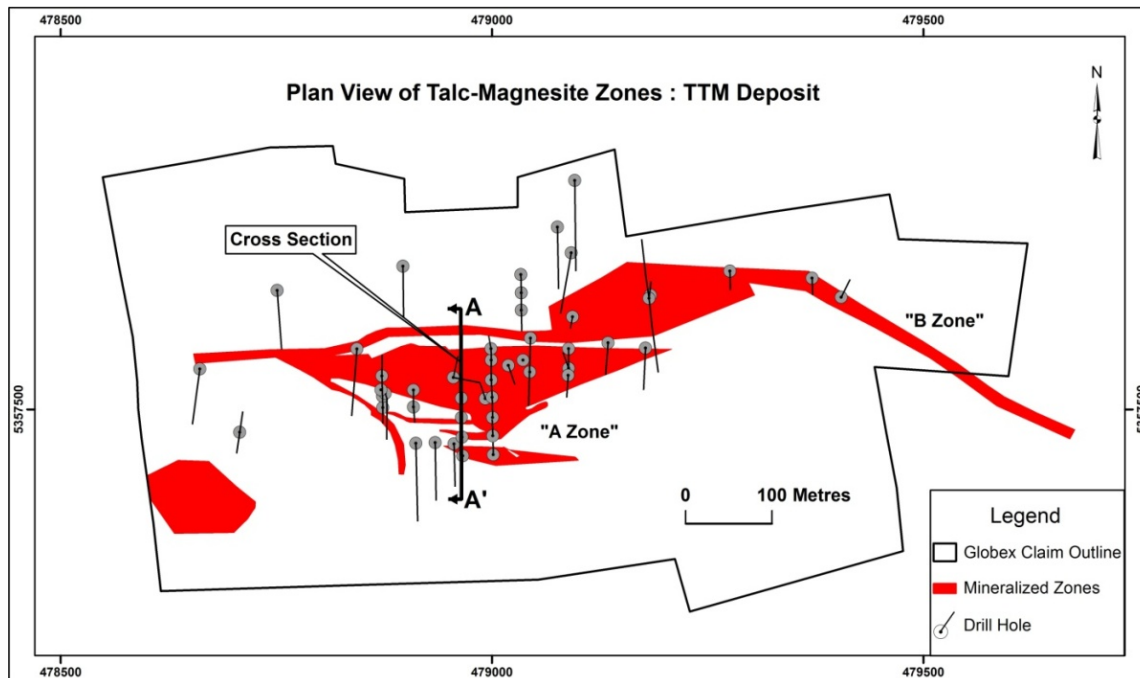 478500
479000
479500
Plan View of Talc-Magnesite Zones : TTM Deposit
N
Cross Section
A
"B Zone"
5357500
5357500
"A Zone"
A'
0 100 Metres
Legend
Globex Claim Outline
Mineralized Zones
Drill Hole
478500
479000
479500